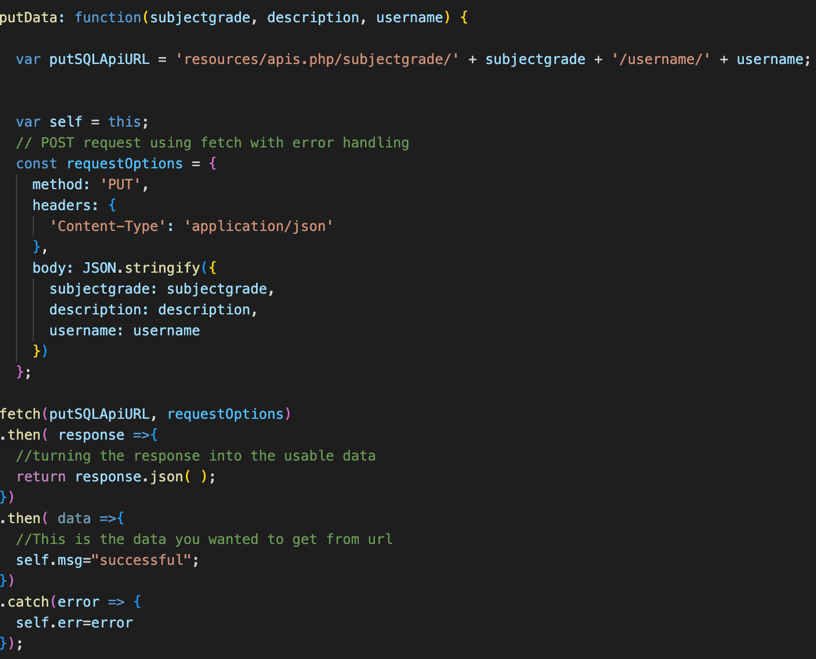 putData: function(subjectgrade, description, username) {
var putSQLApiURL = 'resources/apis.php/subjectgrade/' + subjectgrade + '/username/' + username;
var self = this;
// POST request using fetch with error handling
const requestOptions = {
method: 'PUT',
headers: {
'Content-Type': 'application/json'
},
body: JSON.stringify({
subjectgrade: subjectgrade,
description: description,
username: username
})
};
fetch(putSQLApiURL, requestOptions)
.then( response =>{
//turning the response into the usable data
return response.json( );
})
.then( data =>{
//This is the data you wanted to get from url
self.msg="successful";
})
.catch(error => {
self.err=error
});